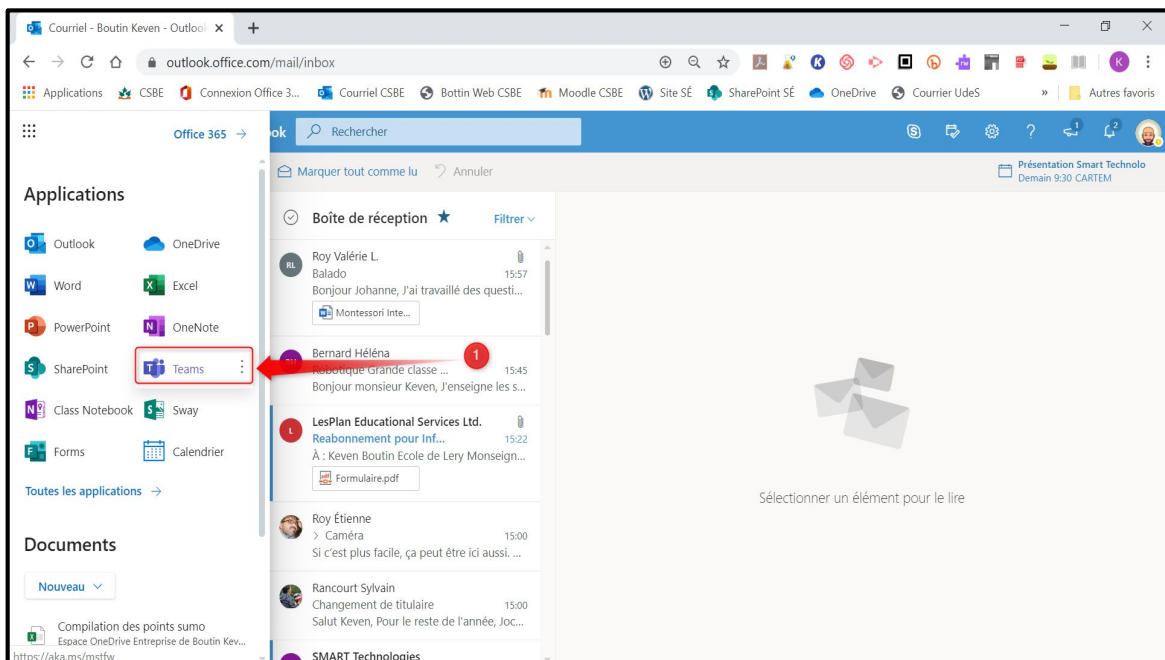 Courriel - Boutin Keven - Outloo
outlook.office.com/mail/inbox
Applications CSBE Connexion Office 3... Courriel CSBE Bottin Web CSBE Moodle CSBE Site SÉ SharePoint SÉ OneDrive Courrier UdeS » Autres favoris
Office 365 →
ok Rechercher
1 2
Marquer tout comme lu Annuler
Présentation Smart Technolo
Demain 9:30 CARTEM
Applications
Outlook OneDrive
Word Excel
PowerPoint OneNote
SharePoint Teams
Class Notebook Sway
Forms Calendrier
Toutes les applications →
Documents
Nouveau
Compilation des points sumo
Espace OneDrive Entreprise de Boutin Kev...
https://aka.ms/mstfw
Boîte de réception Filtrer
RL
Roy Valérie L.
Balado 15:57
Bonjour Johanne, J'ai travaillé des questi...
Montessori Inte...
Bernard Héléna
1
Robotique Grande classe ... 15:45
Bonjour monsieur Keven, J'enseigne les s...
L
LesPlan Educational Services Ltd.
Reabonnement pour Inf... 15:22
À : Keven Boutin Ecole de Lery Monseign...
Formulaire.pdf
Roy Étienne
> Caméra 15:00
Si c'est plus facile, ça peut être ici aussi. ...
Rancourt Sylvain
Changement de titulaire 15:00
Salut Keven, Pour le reste de l'année, Joc...
SMART Technologies
Sélectionner un élément pour le lire